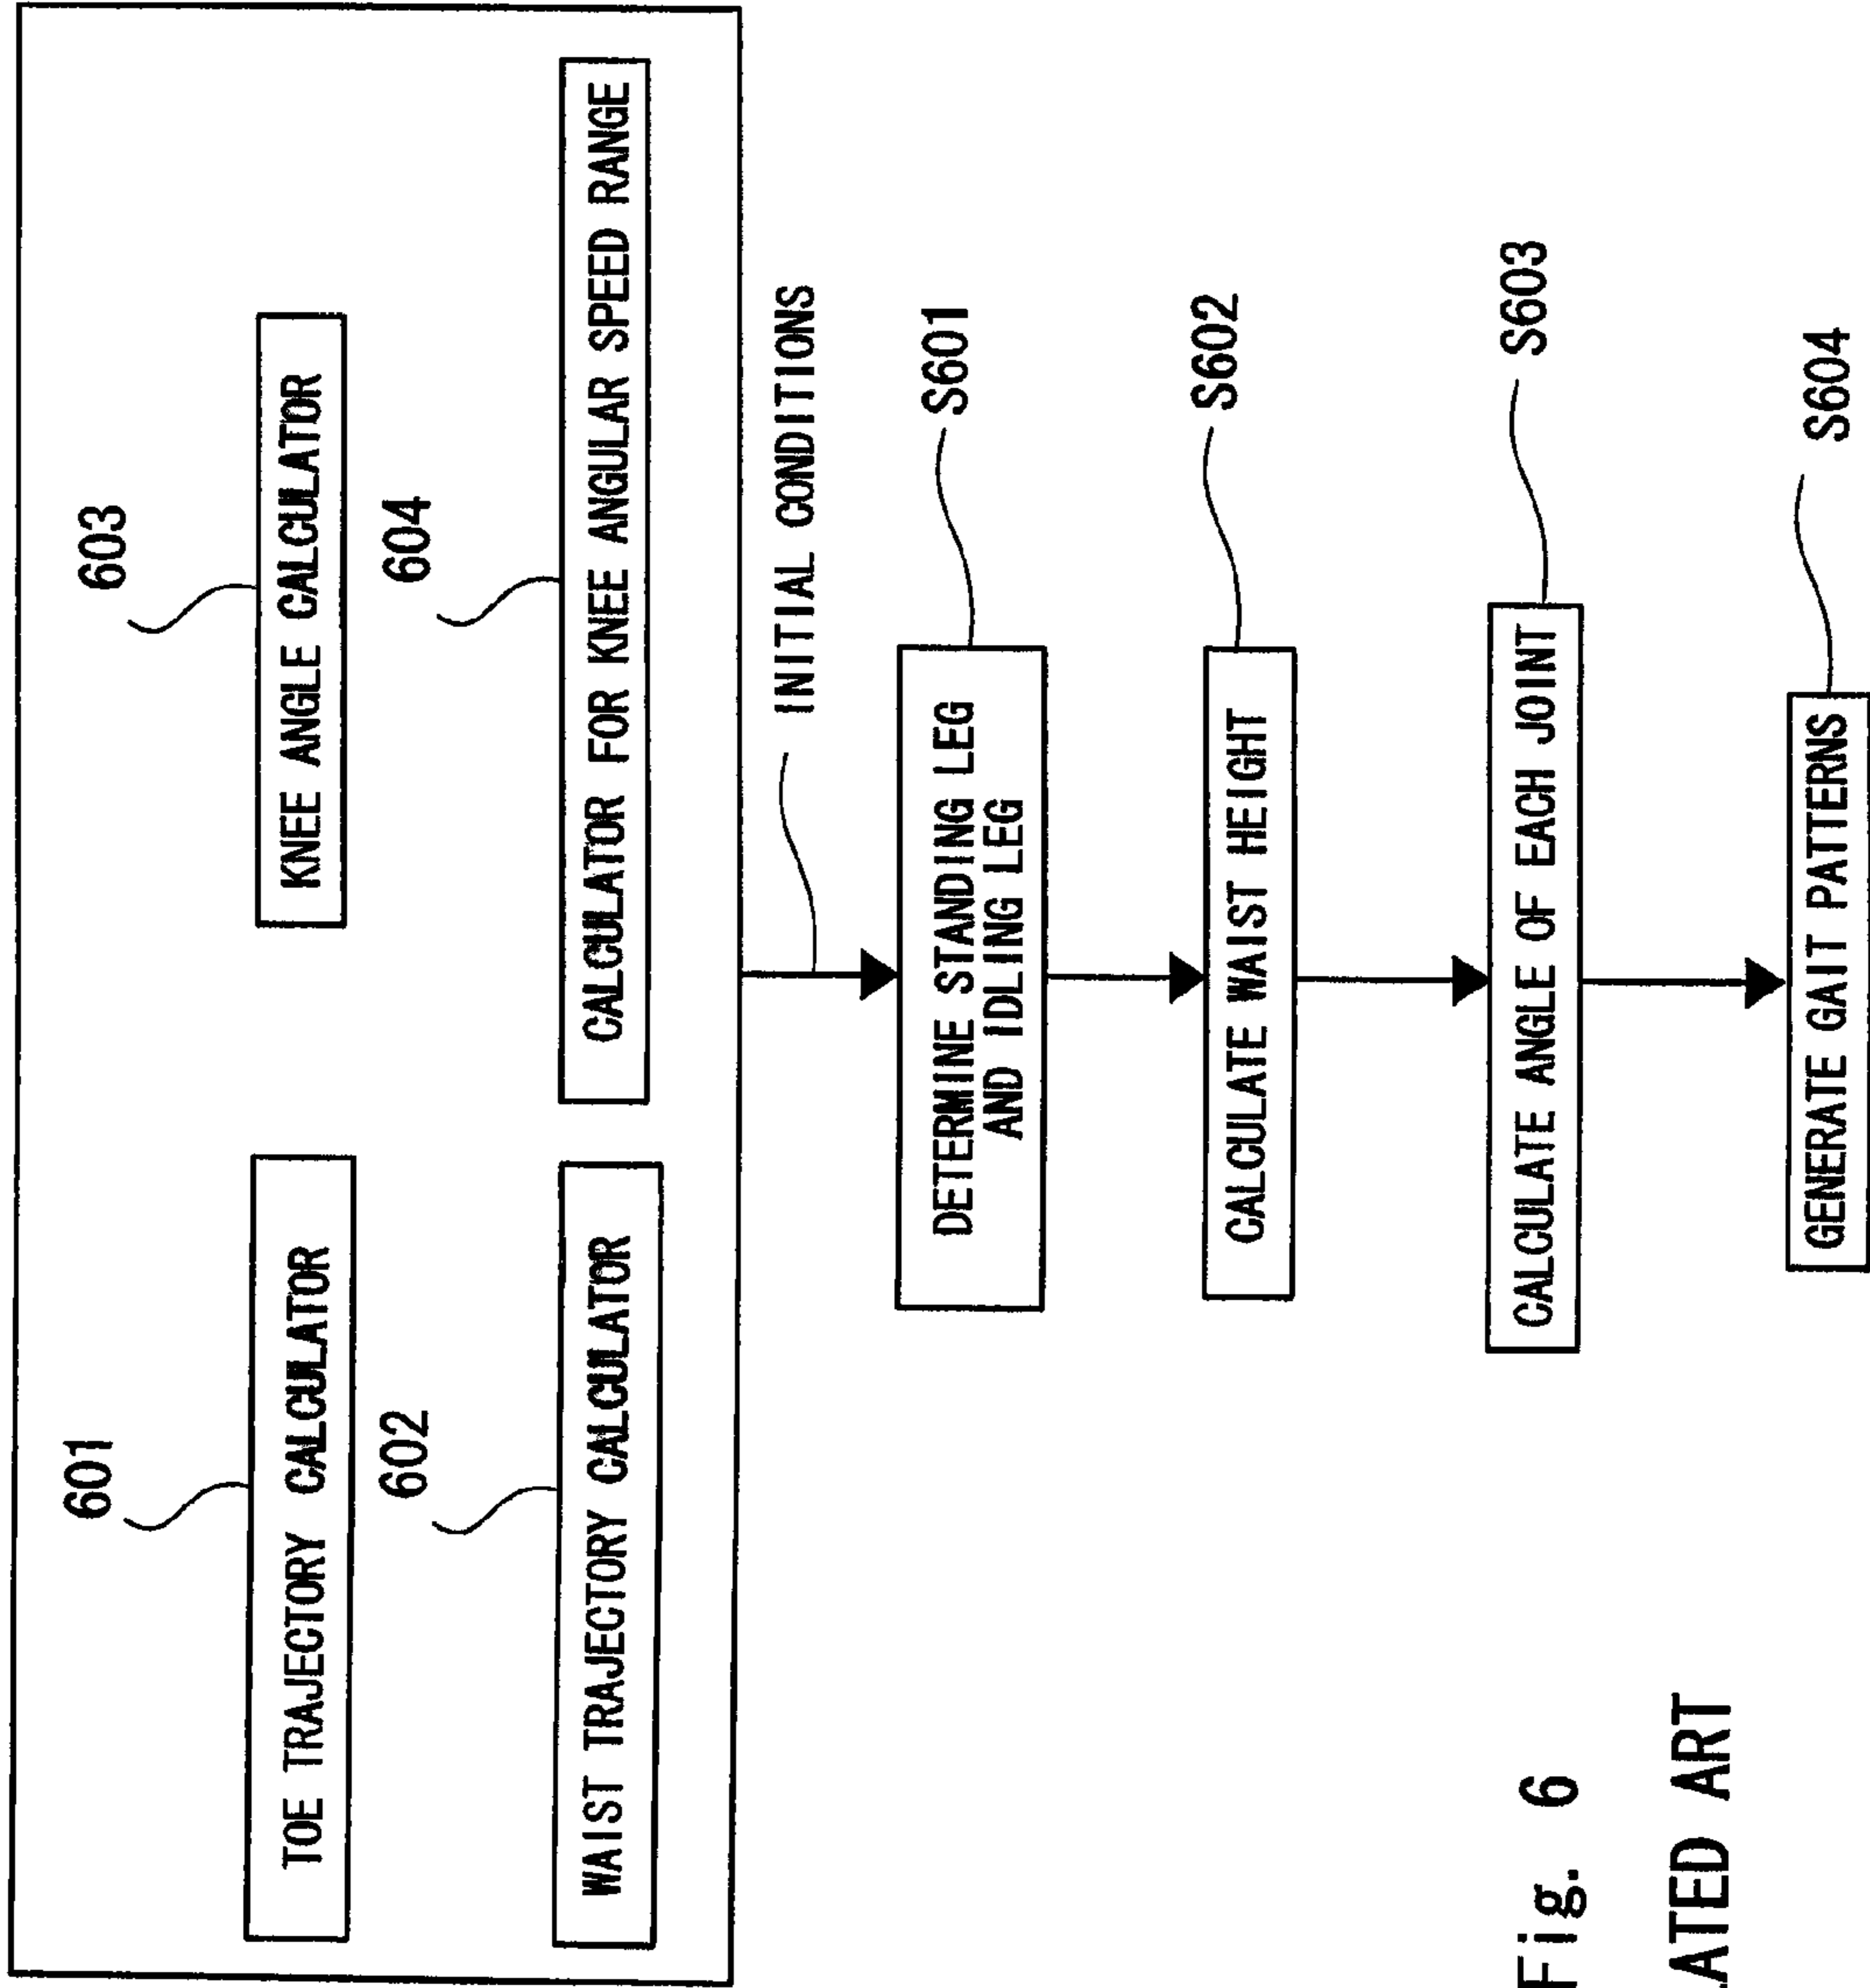 601
TOE TRAJECTORY CALCULATOR
603
KNEE ANGLE CALCULATOR
602
WAIST TRAJECTORY CALCULATOR
604
CALCULATOR FOR KNEE ANGULAR SPEED RANGE
INITIAL CONDITIONS
DETERMINE STANDING LEG
AND IDLING LEG
S601
CALCULATE WAIST HEIGHT
S602
CALCULATE ANGLE OF EACH JOINT
S603
GENERATE GAIT PATTERNS
S604
Fig. 6
LATED ART